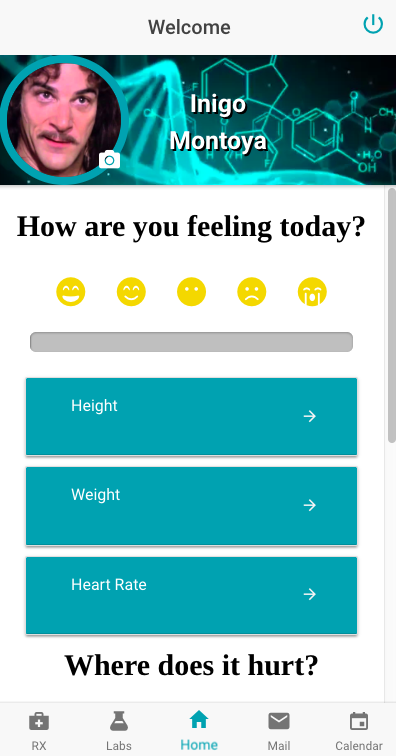 Welcome
Inigo
Montoya
How are you feeling today?
Height
Weight
Heart Rate
Where does it hurt?
RX
Labs
Home
Mail
Calendar